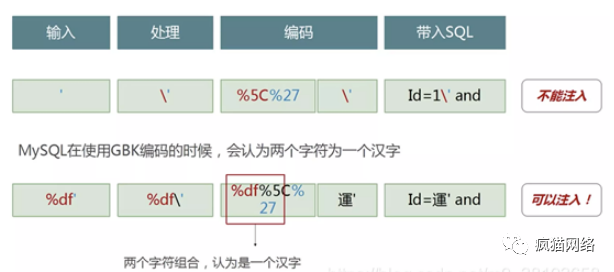 输入 处理 编码 带入SQL
' \' %5C%27 \' Id=1\' and 不能注入
MySQL在使用GBK编码的时候，会认为两个字符为一个汉字
%df' %df\' %df%5C% 運' Id=運' and 可以注入！
27
两个字符组合，认为是一个汉字
疯猫网络